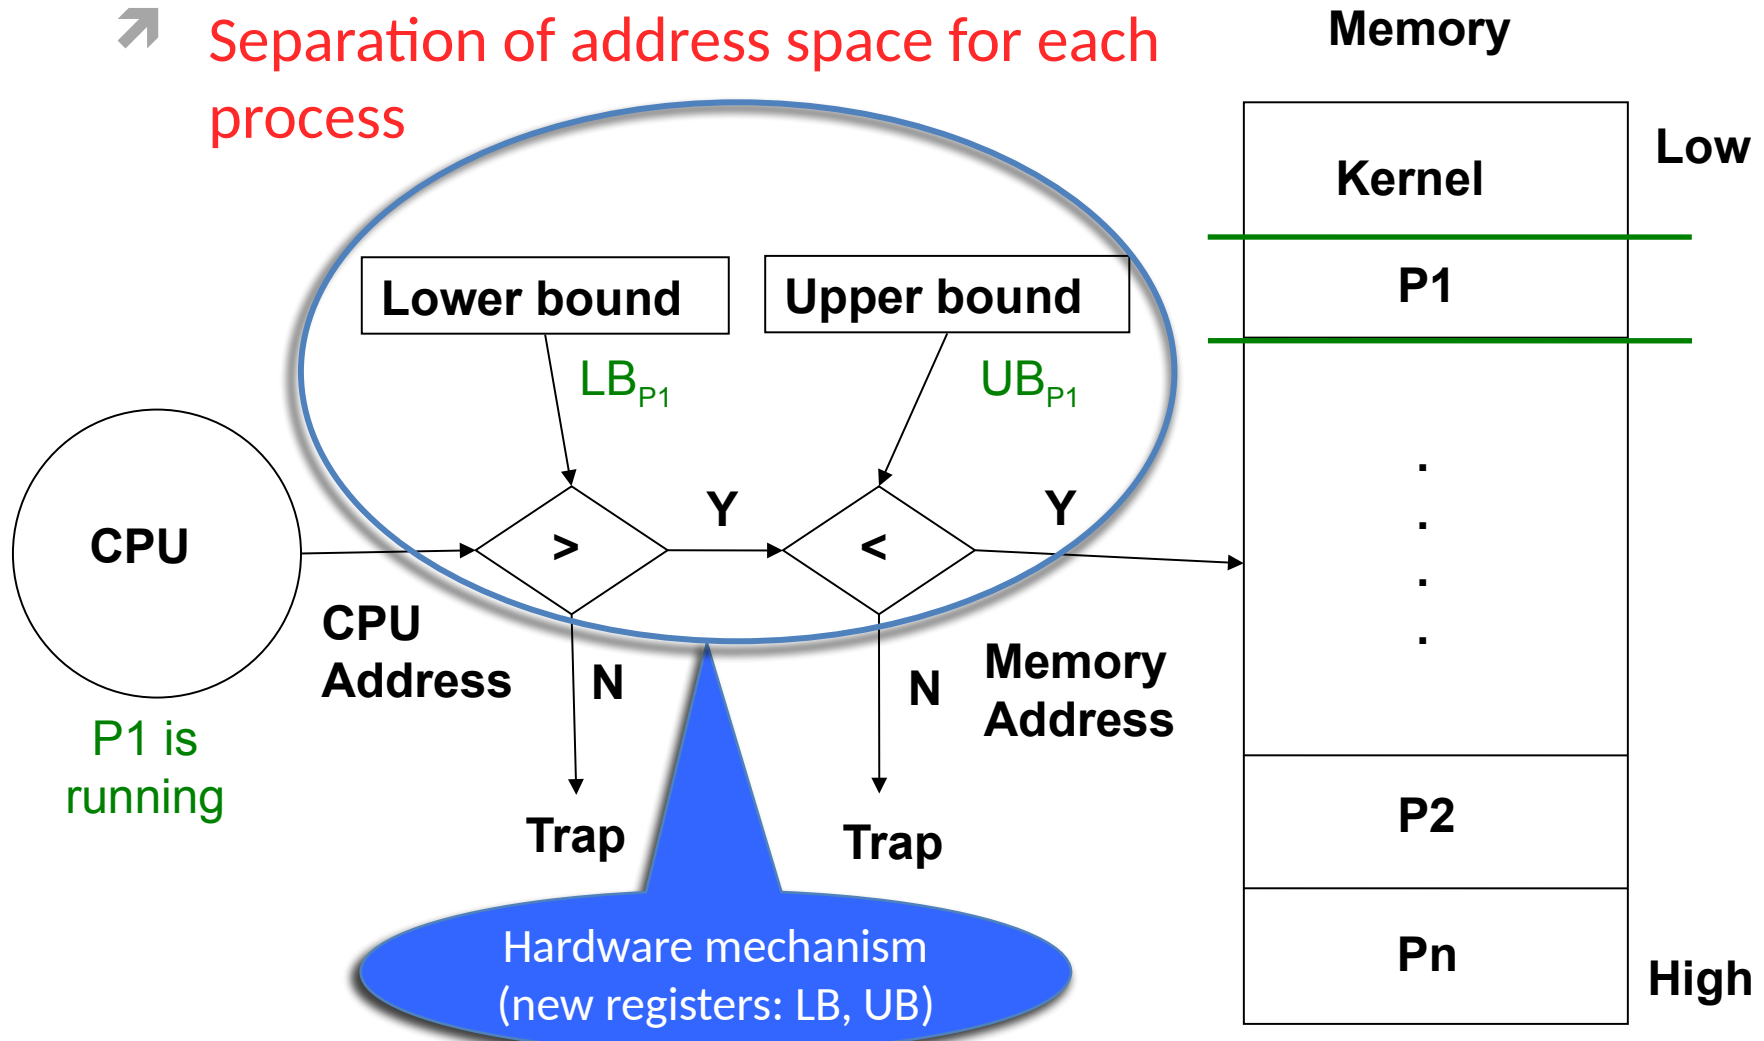 Separation of address space for each
process
Memory
Low
Kernel
P1
Lower bound
Upper bound
LBP1
UBP1
.
.
.
.
CPU
>
Y
<
Y
CPU
Address
N
N
Memory
Address
P1 is
running
Trap
Trap
P2
Pn
High
Hardware mechanism
(new registers: LB, UB)